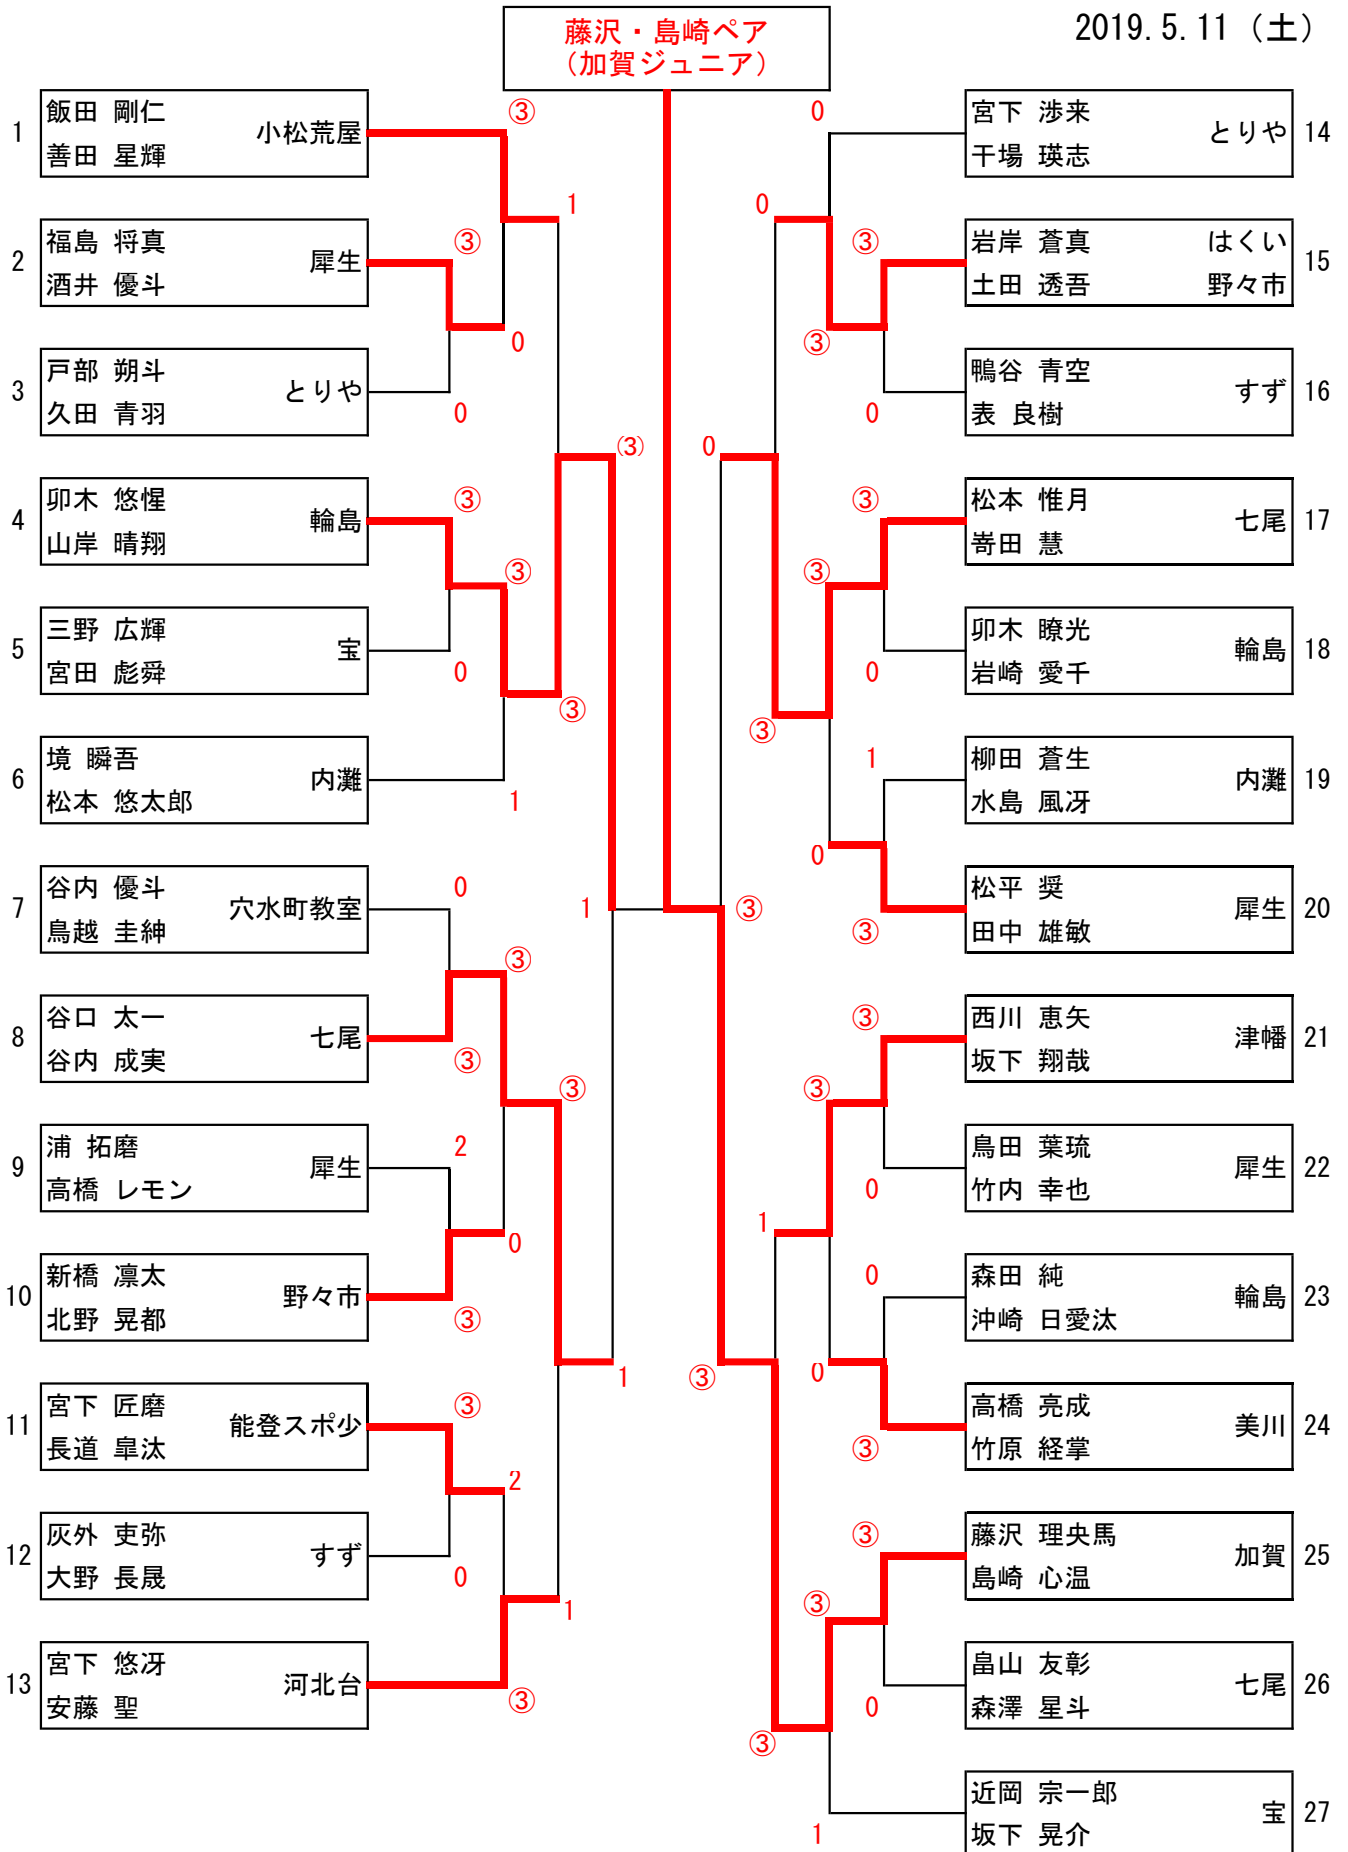 藤沢・島崎ペア
(加賀ジュニア)
2019.5.11（土）
1
飯田 剛仁
善田 星輝
小松荒屋
③
2
福島 将真
酒井 優斗
犀生
③
3
戸部 朔斗
久田 青羽
とりや
0
0
1
4
卯木 悠惺
山岸 晴翔
輪島
③
5
三野 広輝
宮田 彪舜
宝
0
③
6
境 瞬吾
松本 悠太郎
内灘
1
③
(3)
7
谷内 優斗
鳥越 圭紳
穴水町教室
0
8
谷口 太一
谷内 成実
七尾
③
③
9
浦 拓磨
高橋 レモン
犀生
2
10
新橋 凛太
北野 晃都
野々市
③
0
③
11
宮下 匠磨
長道 皐汰
能登スポ少
③
12
灰外 吏弥
大野 長晟
すず
0
2
13
宮下 悠冴
安藤 聖
河北台
③
1
1
1
③
0
宮下 渉来
干場 瑛志
とりや
14
0
③
岩岸 蒼真
土田 透吾
はくい
野々市
15
③
鴨谷 青空
表 良樹
すず
16
0
0
③
松本 惟月
嵜田 慧
七尾
17
③
卯木 瞭光
岩崎 愛千
輪島
18
0
③
1
柳田 蒼生
水島 風冴
内灘
19
0
松平 奨
田中 雄敏
犀生
20
③
③
西川 恵矢
坂下 翔哉
津幡
21
③
鳥田 葉琉
竹内 幸也
犀生
22
0
1
0
森田 純
沖崎 日愛汰
輪島
23
0
高橋 亮成
竹原 経掌
美川
24
③
③
③
藤沢 理央馬
島崎 心温
加賀
25
③
畠山 友彰
森澤 星斗
七尾
26
0
③
近岡 宗一郎
坂下 晃介
宝
27
1